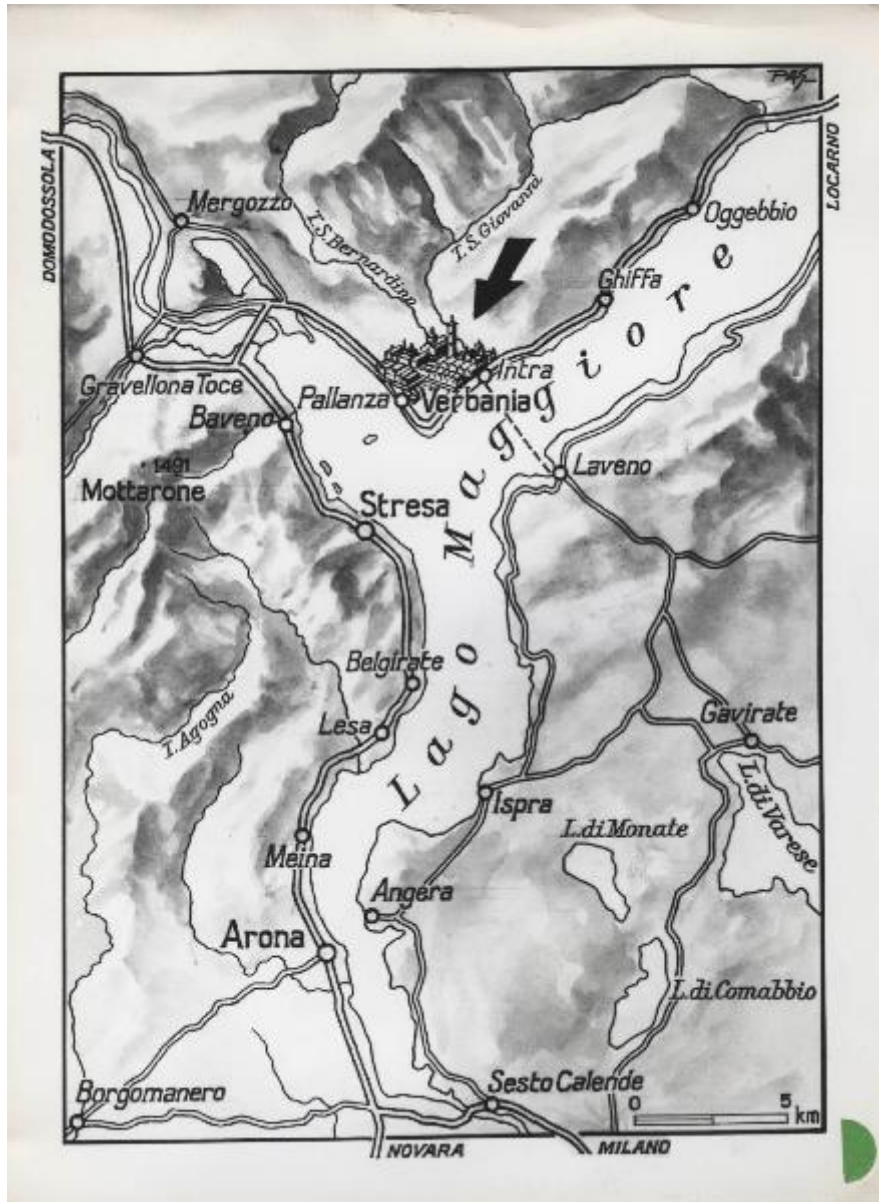 PAS
DOMODOSSOLA
LOCARNO
Mergozzo
T.S.Bernardino
T.S.Giovanni
Oggebbio
Ghiffa
Gravellona Toce
Intra
Pallanza
Verbania
Baveno
1491
Mottarone
Laveno
Stresa
Lago Maggiore
Belgirate
Lesa
T.Agogna
Gavirate
L.di Varese
Ispra
L.di Monate
Meina
Angera
Arona
L.di Comabbio
Borgomanero
Sesto Calende
0 5
km
NOVARA
MILANO